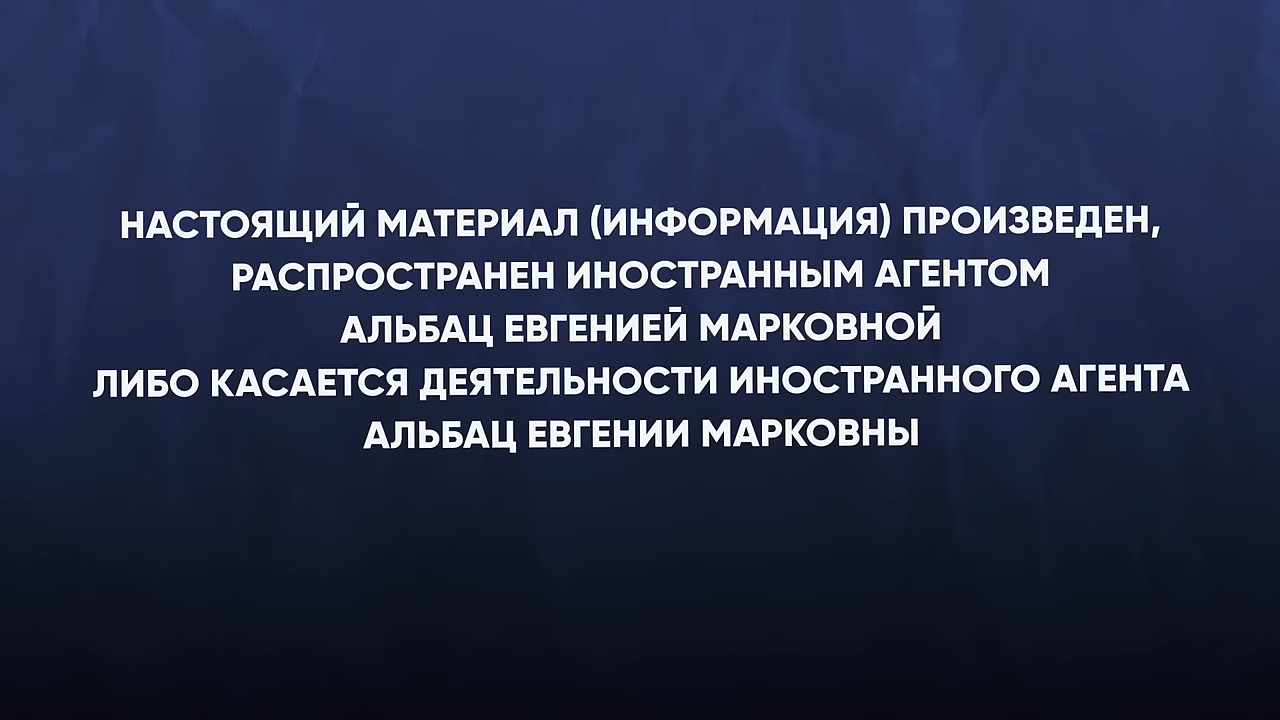 НАСТОЯЩИЙ МАТЕРИАЛ (ИНФОРМАЦИЯ) ПРОИЗВЕДЕН,
РАСПРОСТРАНЕН ИНОСТРАННЫМ АГЕНТОМ
АЛЬБАЦ ЕВГЕНИЕЙ МАРКОВНОЙ
ЛИБО КАСАЕТСЯ ДЕЯТЕЛЬНОСТИ ИНОСТРАННОГО АГЕНТА
АЛЬБАЦ ЕВГЕНИИ МАРКОВНЫ